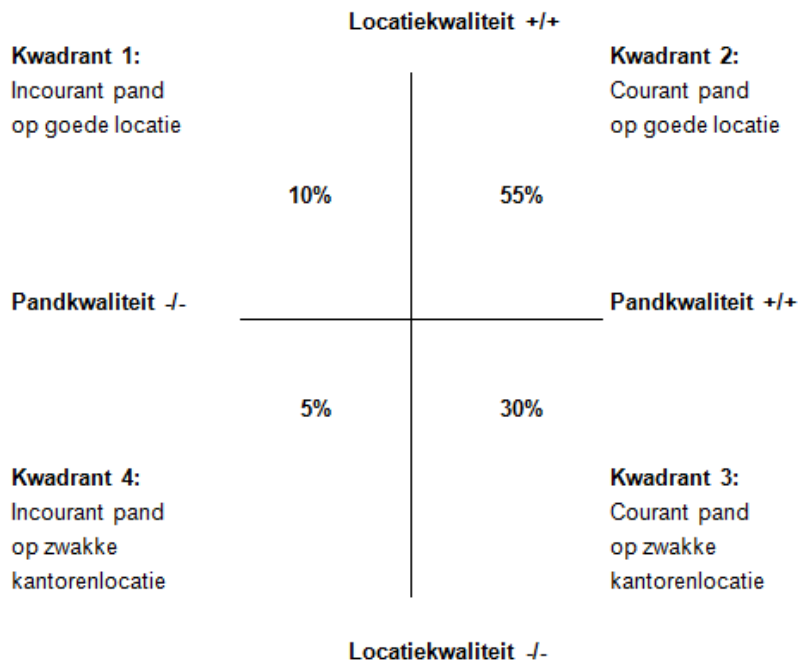 Locatiekwaliteit +/+
Kwadrant 1:
Incourant pand
op goede locatie
Kwadrant 2:
Courant pand
op goede locatie
10%
55%
Pandkwaliteit -/-
Pandkwaliteit +/+
5%
30%
Kwadrant 4:
Incourant pand
op zwakke
kantorenlocatie
Kwadrant 3:
Courant pand
op zwakke
kantorenlocatie
Locatiekwaliteit -/-